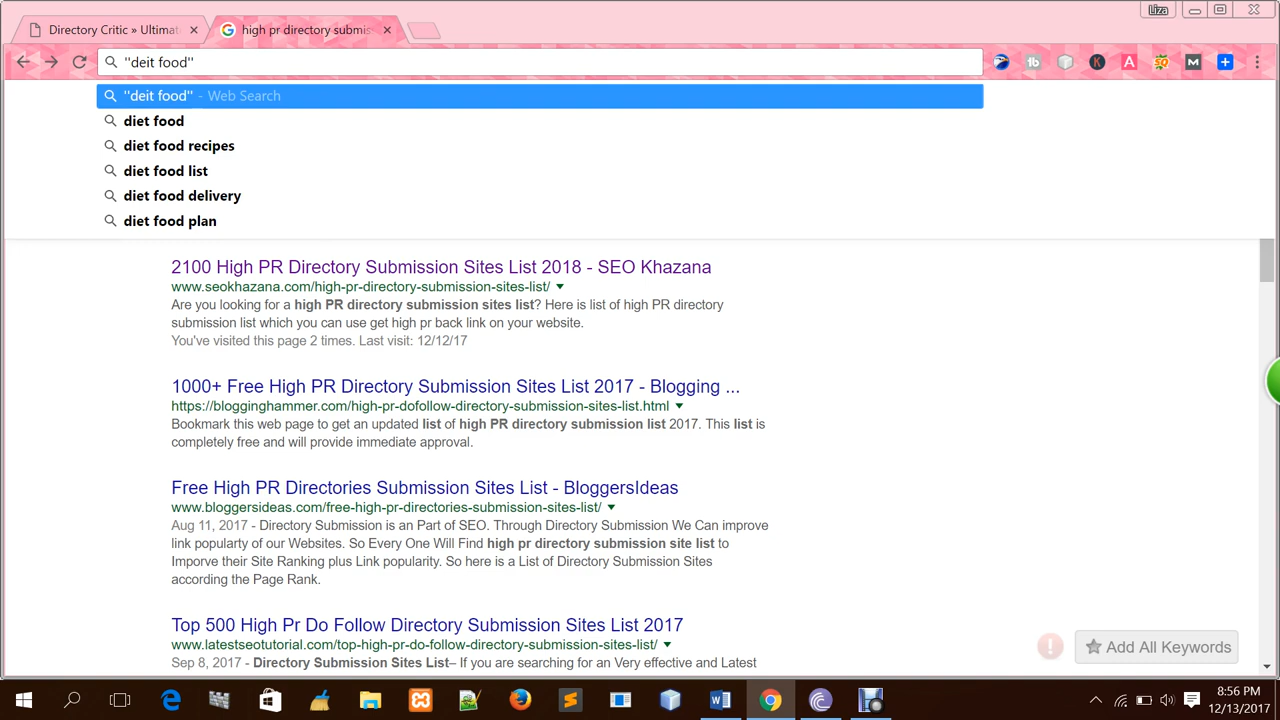 Liza
Directory Critic » Ultimat
high pr directory submis
"deit food"
"deit food" - Web Search
diet food
diet food recipes
diet food list
diet food delivery
diet food plan
2100 High PR Directory Submission Sites List 2018 - SEO Khazana
www.seokhazana.com/high-pr-directory-submission-sites-list/
Are you looking for a high PR directory submission sites list? Here is list of high PR directory
submission list which you can use get high pr back link on your website.
You've visited this page 2 times. Last visit: 12/12/17
1000+ Free High PR Directory Submission Sites List 2017 - Blogging ...
https://blogginghammer.com/high-pr-dofollow-directory-submission-sites-list.html
Bookmark this web page to get an updated list of high PR directory submission list 2017. This list is
completely free and will provide immediate approval.
Free High PR Directories Submission Sites List - BloggersIdeas
www.bloggersideas.com/free-high-pr-directories-submission-sites-list/
Aug 11, 2017 - Directory Submission is an Part of SEO. Through Directory Submission We Can improve
link popularity of our Websites. So Every One Will Find high pr directory submission site list to
Imporve their Site Ranking plus Link popularity. So here is a List of Directory Submission Sites
according the Page Rank.
Top 500 High Pr Do Follow Directory Submission Sites List 2017
www.latestseotutorial.com/top-high-pr-do-follow-directory-submission-sites-list/
Sep 8, 2017 - Directory Submission Sites List– If you are searching for an Very effective and Latest
Add All Keywords
8:56 PM
12/13/2017